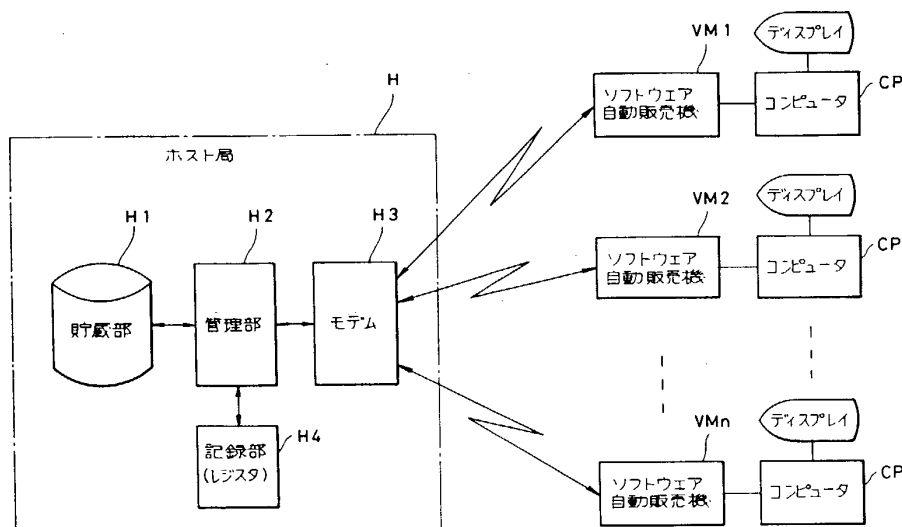 H
ホスト局
H1
貯蔵部
H2
管理部
H3
モデム
H4
記録部
(レジスタ)
VM1
ソフトウェア
自動販売機
ディスプレイ
コンピュータ
CP
VM2
ソフトウェア
自動販売機
ディスプレイ
コンピュータ
CP
VMn
ソフトウェア
自動販売機
ディスプレイ
コンピュータ
CP